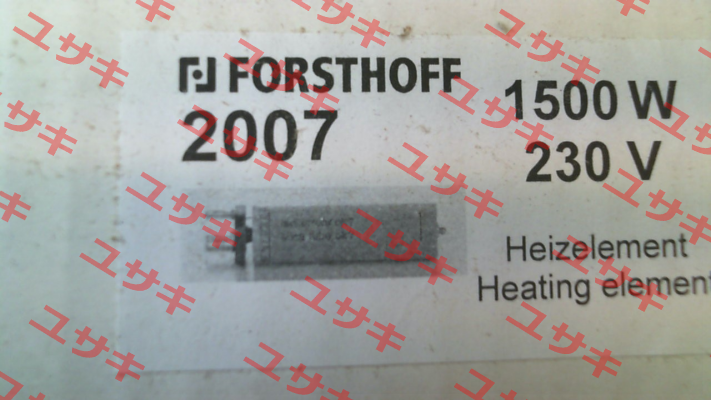 FORSTHOFF
2007
1500 W
230 V
Heizelement
Heating element
ユサキ